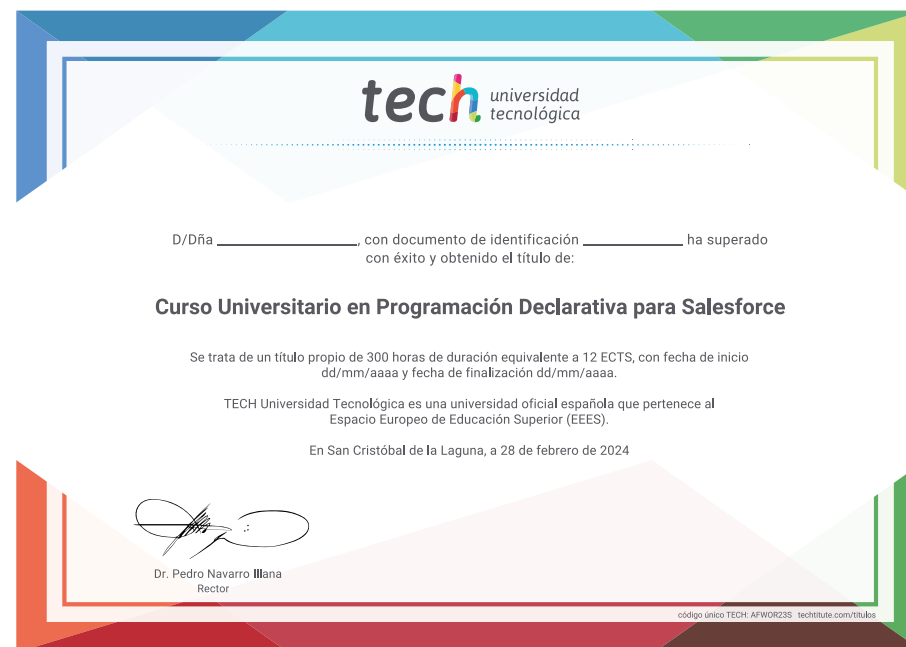 tech universidad
tecnológica
D/Dña ____________________, con documento de identificación ______________ ha superado
con éxito y obtenido el título de:
Curso Universitario en Programación Declarativa para Salesforce
Se trata de un título propio de 300 horas de duración equivalente a 12 ECTS, con fecha de inicio
dd/mm/aaaa y fecha de finalización dd/mm/aaaa.
TECH Universidad Tecnológica es una universidad oficial española que pertenece al
Espacio Europeo de Educación Superior (EEES).
En San Cristóbal de la Laguna, a 28 de febrero de 2024
Dr. Pedro Navarro Illana
Rector
código único TECH: AFWOR23S techtitute.com/titulos